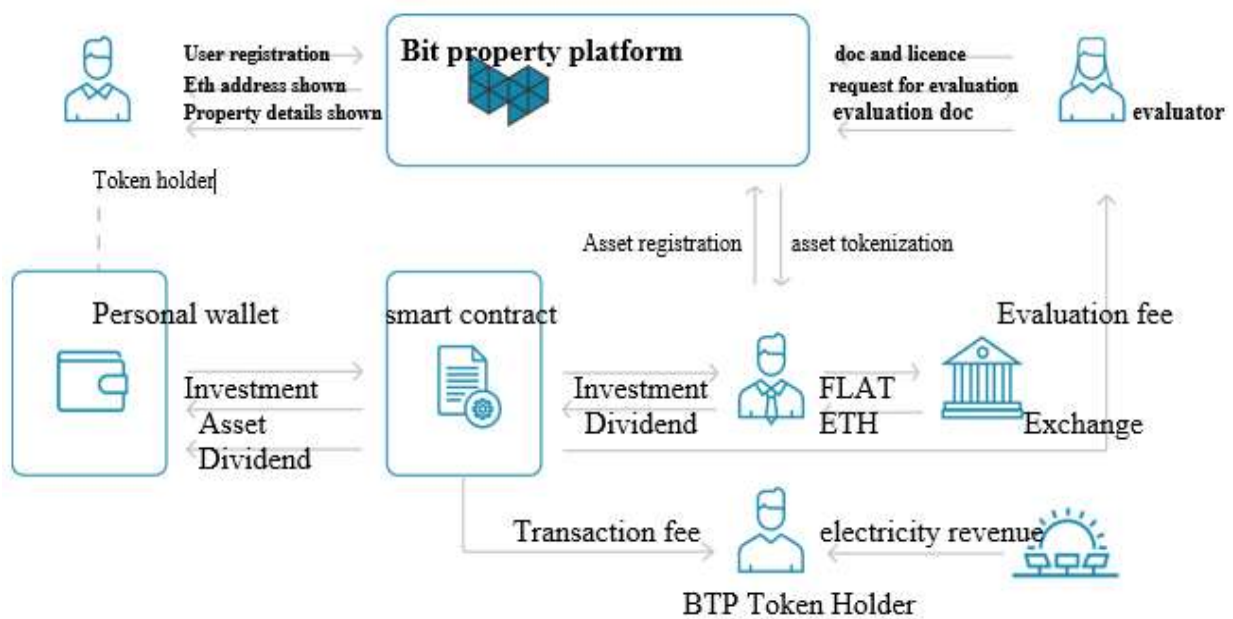 User registration
Eth address shown
Property details shown
Bit property platform
doc and licence
request for evaluation
evaluation doc
evaluator
Token holder
Asset registration
asset tokenization
Personal wallet
smart contract
Evaluation fee
Investment
Asset
Dividend
Investment
Dividend
FLAT
ETH
Exchange
Transaction fee
electricity revenue
BTP Token Holder